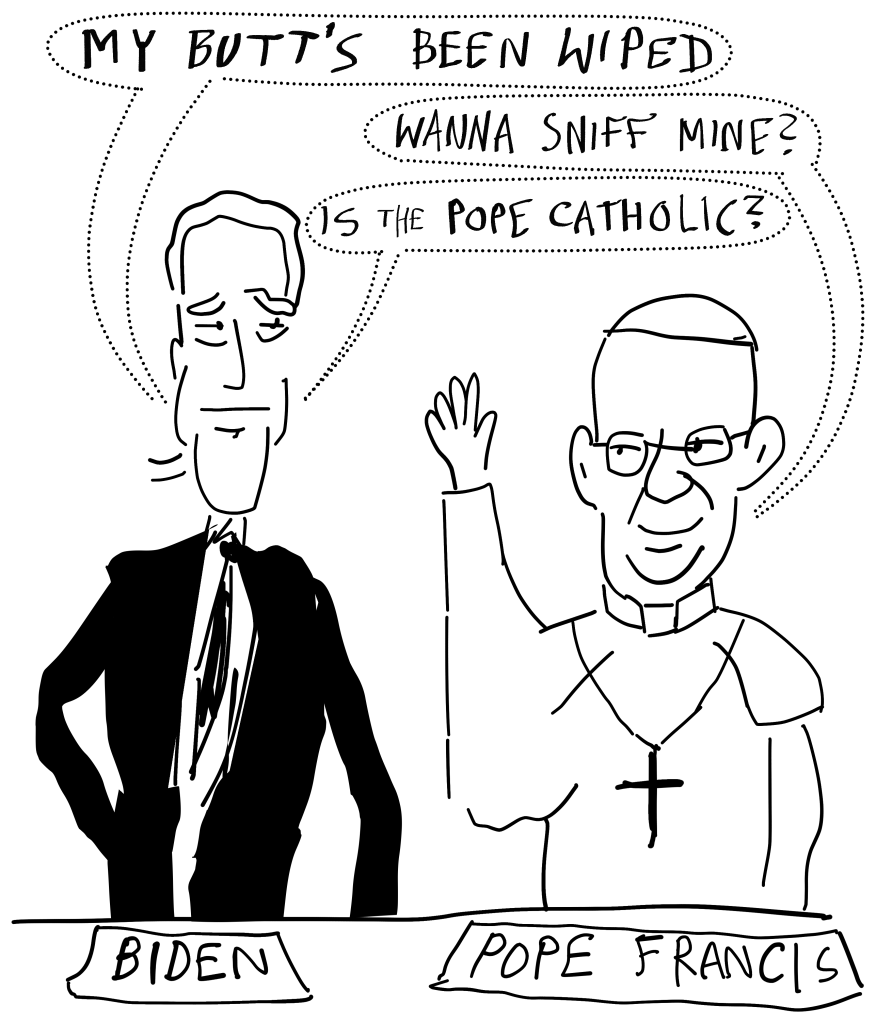 MY BUTT'S BEEN WIPED
WANNA SNIFF MINE?
IS THE POPE CATHOLIC?
BIDEN
POPE FRANCIS